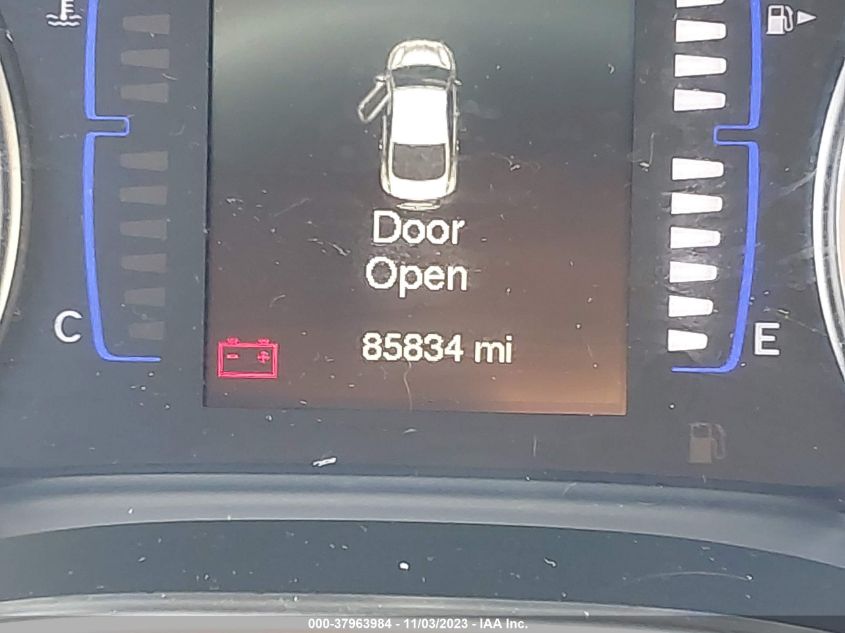 Door
Open
C
85834 mi
E
000-37963984 - 11/03/2023 - IAA Inc.